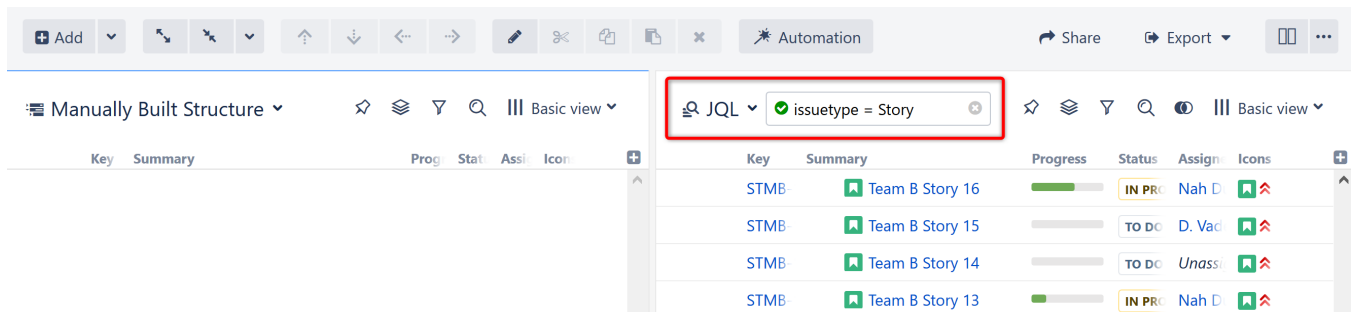 Add Automation Share Export
Manually Built Structure Basic view JQL issuetype = Story Basic view
Key Summary Prog Stat Assi Icon Key Summary Progress Status Assign Icons
STMB- Team B Story 16 IN PRO Nah D
STMB- Team B Story 15 TO DO D. Vad
STMB- Team B Story 14 TO DO Unass
STMB- Team B Story 13 IN PRO Nah D